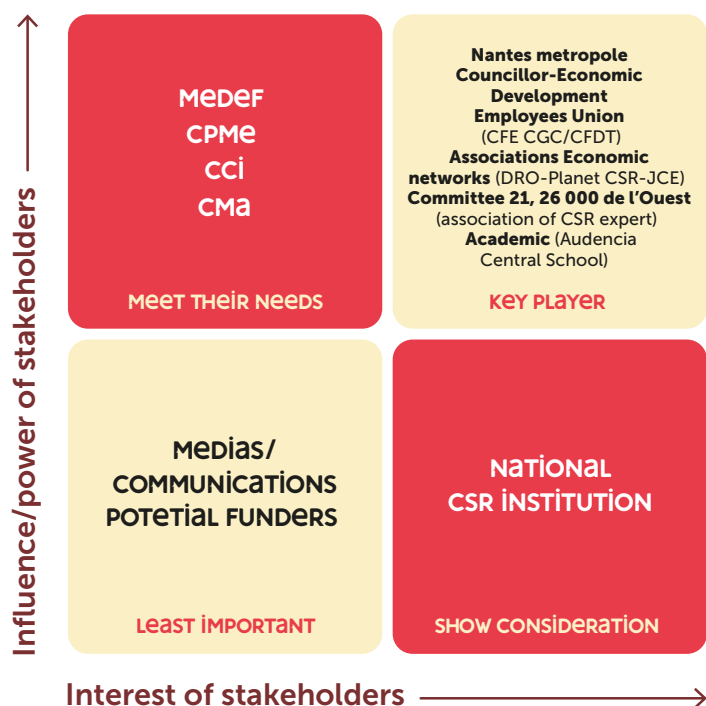 Influence/power of stakeholders
MEDEF
CPME
CCI
CMA
MEET THEIR NEEDS
Nantes metropole
Councillor-Economic
Development
Employees Union
(CFE CGC/CFDT)
Associations Economic
networks (DRO-Planet CSR-JCE)
Committee 21, 26 000 de l'Ouest
(association of CSR expert)
Academic (Audencia
Central School)
KEY PLAYER
MEDIAS/
COMMUNICATIONS
POTETIAL FUNDERS
LEAST IMPORTANT
NATIONAL
CSR INSTITUTION
SHOW CONSIDERATION
Interest of stakeholders